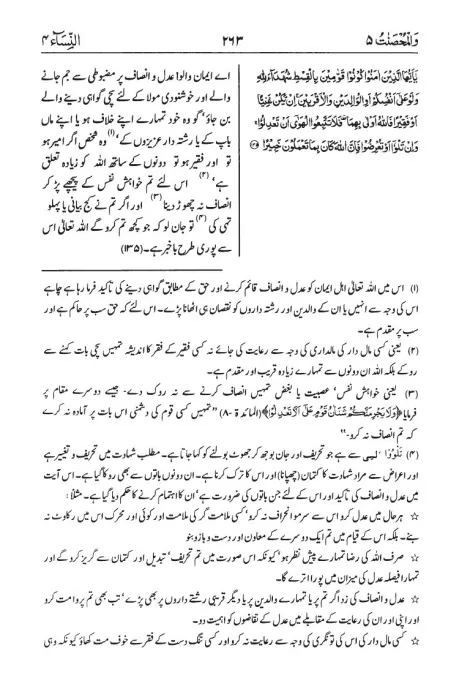 والمحصنت ۵
۲۶۳
النساء ۴
يٰٓاَيُّهَا الَّذِيْنَ اٰمَنُوْا كُوْنُوْا قَوّٰمِيْنَ بِالْقِسْطِ شُهَدَآءَ لِلّٰهِ
وَلَوْ عَلٰٓى اَنْفُسِكُمْ اَوِ الْوَالِدَيْنِ وَالْاَقْرَبِيْنَ ۚ اِنْ يَّكُنْ غَنِيًّا
اَوْ فَقِيْرًا فَاللّٰهُ اَوْلٰى بِهِمَا ۣ فَلَا تَتَّبِعُوا الْهَوٰٓى اَنْ تَعْدِلُوْا ۚ
وَاِنْ تَلْوٗٓا اَوْ تُعْرِضُوْا فَاِنَّ اللّٰهَ كَانَ بِمَا تَعْمَلُوْنَ خَبِيْرًا ۝
اے ایمان والو! عدل و انصاف پر مضبوطی سے جم جانے
والے اور خوشنودی مولا کے لئے سچی گواہی دینے والے
بن جاؤ، گو وہ خود تمہارے اپنے خلاف ہو یا اپنے ماں
باپ کے یا رشتہ دار عزیزوں کے، (۱) وہ شخص اگر امیر ہو
تو اور فقیر ہو تو دونوں کے ساتھ اللہ کو زیادہ تعلق
ہے، (۲) اس لئے تم خواہش نفس کے پیچھے پڑ کر
انصاف نہ چھوڑ دینا (۳) اور اگر تم نے کج بیانی یا پہلو
تہی کی (۴) تو جان لو کہ جو کچھ تم کرو گے اللہ تعالیٰ اس
سے پوری طرح باخبر ہے۔ (۱۳۵)
(۱) اس میں اللہ تعالیٰ اہل ایمان کو عدل و انصاف قائم کرنے اور حق کے مطابق گواہی دینے کی تاکید فرما رہا ہے چاہے
اس کی وجہ سے انہیں یا ان کے والدین اور رشتہ داروں کو نقصان ہی اٹھانا پڑے۔ اس لئے کہ حق سب پر حاکم ہے اور
سب پر مقدم ہے۔
(۲) یعنی کسی مال دار کی مالداری کی وجہ سے رعایت کی جائے نہ کسی فقیر کے فقر کا اندیشہ تمہیں سچی بات کہنے سے
روکے بلکہ اللہ ان دونوں سے تمہارے زیادہ قریب اور مقدم ہے۔
(۳) یعنی خواہش نفس، عصبیت یا بغض تمہیں انصاف کرنے سے نہ روک دے۔ جیسے دوسرے مقام پر
فرمایا ﴿وَلَا يَجْرِمَنَّكُمْ شَنَاٰنُ قَوْمٍ عَلٰٓى اَلَّا تَعْدِلُوْا﴾ (المائدۃ۔۸) "تمہیں کسی قوم کی دشنی اس بات پر آمادہ نہ کرے
کہ تم انصاف نہ کرو۔"
(۴) تَلْوُوْا لیی سے ہے جو تحریف اور جان بوجھ کر جھوٹ بولنے کو کہا جاتا ہے۔ مطلب شہادت میں تحریف و تغییر ہے
اور اعراض سے مراد شہادت کا کتمان (چھپانا) اور اس کا ترک کرنا ہے۔ ان دونوں باتوں سے بھی روکا گیا ہے۔ اس آیت
میں عدل و انصاف کی تاکید اور اس کے لئے جن باتوں کی ضرورت ہے، ان کا اہتمام کرنے کا حکم دیا گیا ہے۔ مثلاً:
☆ ہر حال میں عدل کرو اس سے سرمو انحراف نہ کرو، کسی ملامت گر کی ملامت اور کوئی اور محرک اس میں رکاوٹ نہ
بنے۔ بلکہ اس کے قیام میں تم ایک دوسرے کے معاون اور دست و بازو بنو
☆ صرف اللہ کی رضا تمہارے پیش نظر ہو، کیونکہ اس صورت میں تم تحریف، تبدیل اور کتمان سے گریز کرو گے اور
تمہارا فیصلہ عدل کی میزان میں پورا اترے گا۔
☆ عدل و انصاف کی زد اگر تم پر یا تمہارے والدین پر یا دیگر قریبی رشتے داروں پر بھی پڑے، تب بھی تم پروا مت کرو
اور اپنی اور ان کی رعایت کے مقابلے میں عدل کے تقاضوں کو اہمیت دو۔
☆ کسی مال دار کی اس کی تونگری کی وجہ سے رعایت نہ کرو اور کسی تنگ دست کے فقر سے خوف مت کھاؤ کیونکہ وہی